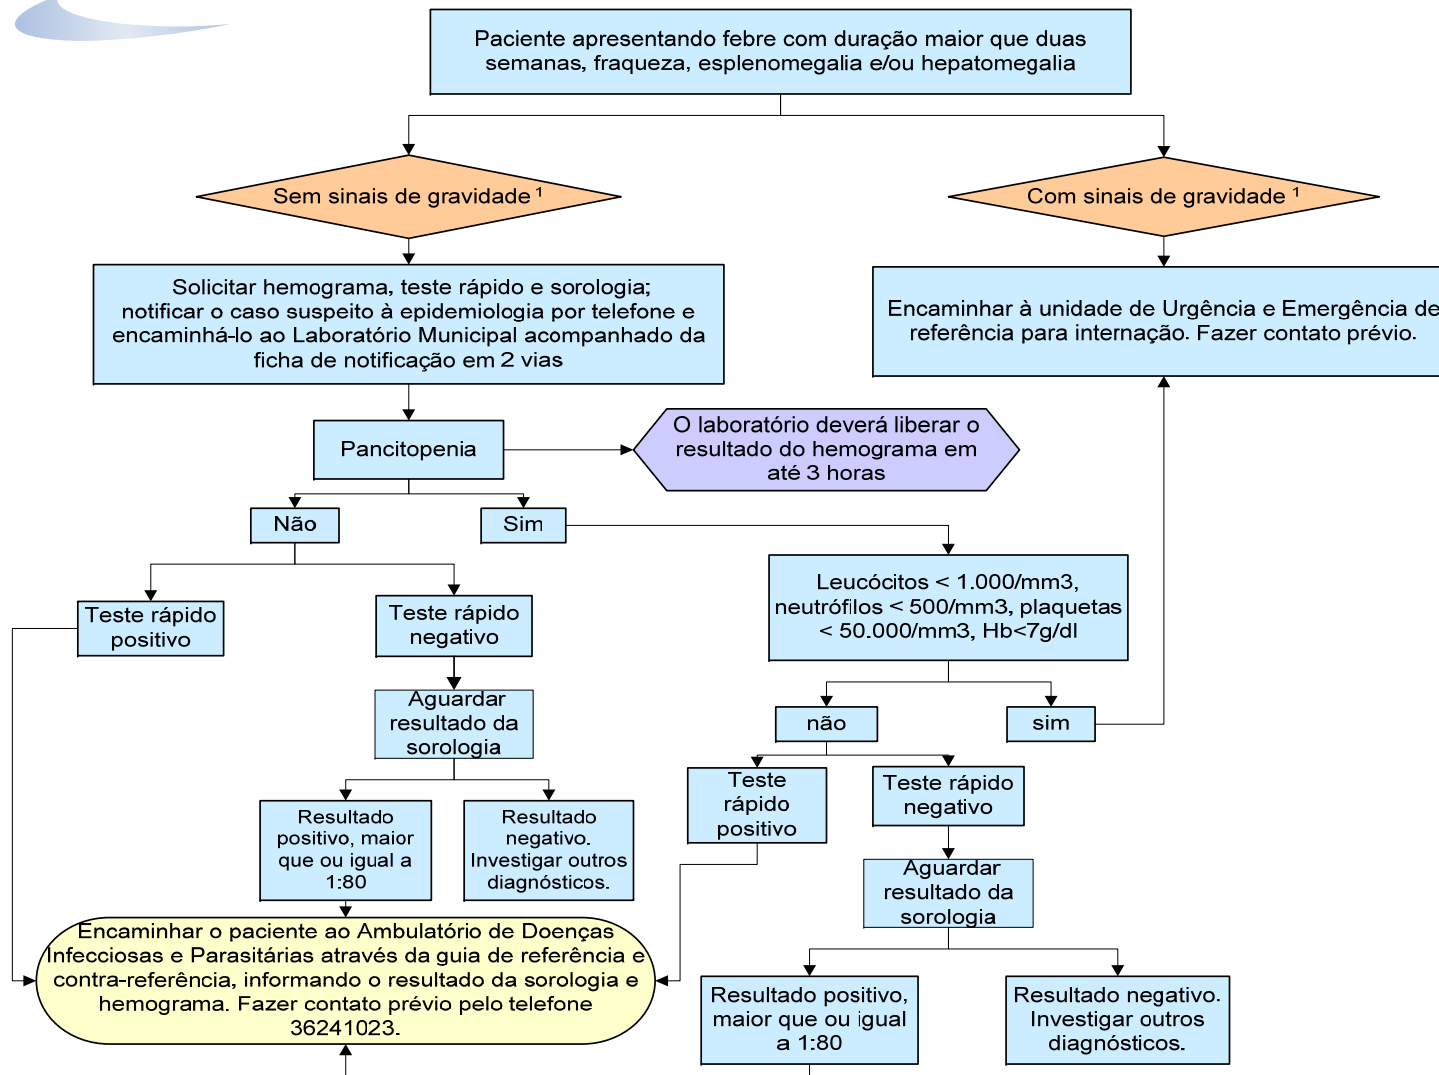 Paciente apresentando febre com duração maior que duas
semanas, fraqueza, esplenomegalia e/ou hepatomegalia
Sem sinais de gravidade ¹
Com sinais de gravidade ¹
Solicitar hemograma, teste rápido e sorologia;
notificar o caso suspeito à epidemiologia por telefone e
encaminhá-lo ao Laboratório Municipal acompanhado da
ficha de notificação em 2 vias
Encaminhar à unidade de Urgência e Emergência de
referência para internação. Fazer contato prévio.
Pancitopenia
O laboratório deverá liberar o
resultado do hemograma em
até 3 horas
Não
Sim
Leucócitos < 1.000/mm3,
neutrófilos < 500/mm3, plaquetas
< 50.000/mm3, Hb<7g/dl
Teste rápido
positivo
Teste rápido
negativo
Aguardar
resultado da
sorologia
não
sim
Teste
rápido
positivo
Teste rápido
negativo
Resultado
positivo, maior
que ou igual a
1:80
Resultado
negativo.
Investigar outros
diagnósticos.
Aguardar
resultado da
sorologia
Encaminhar o paciente ao Ambulatório de Doenças
Infecciosas e Parasitárias através da guia de referência e
contra-referência, informando o resultado da sorologia e
hemograma. Fazer contato prévio pelo telefone
36241023.
Resultado positivo,
maior que ou igual
a 1:80
Resultado negativo.
Investigar outros
diagnósticos.